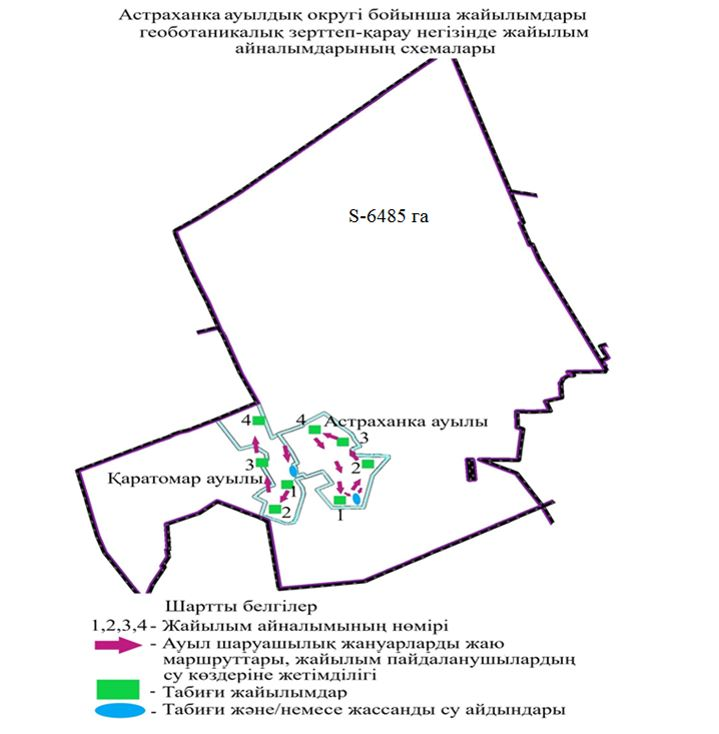 Астраханка ауылдық округі бойынша жайылымдары
геоботаникалық зерттеп-қарау негізінде жайылым
айналымдарының схемалары
S-6485 га
4
4
Астраханка ауылы
3
3
2
Қаратомар ауылы
1
2
1
Шартты белгілер
1,2,3,4 - Жайылым айналымының нөмірі
- Ауыл шаруашылық жануарларды жаю
маршруттары, жайылым пайдаланушылардың
су көздеріне жетімділігі
- Табиғи жайылымдар
- Табиғи және/немесе жассанды су айдындары